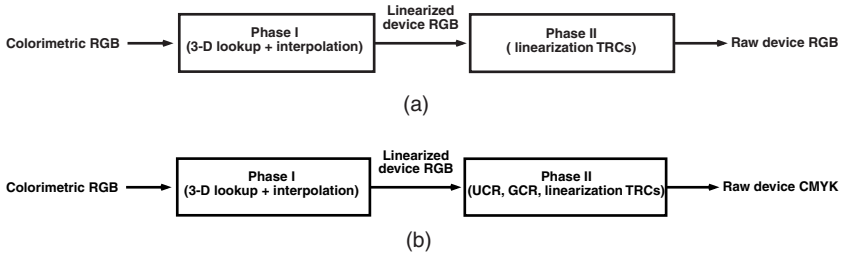 Colorimetric RGB
Phase I
(3-D lookup + interpolation)
Linearized
device RGB
Phase II
( linearization TRCs)
Raw device RGB
(a)
Colorimetric RGB
Phase I
(3-D lookup + interpolation)
Linearized
device RGB
Phase II
(UCR, GCR, linearization TRCs)
Raw device CMYK
(b)